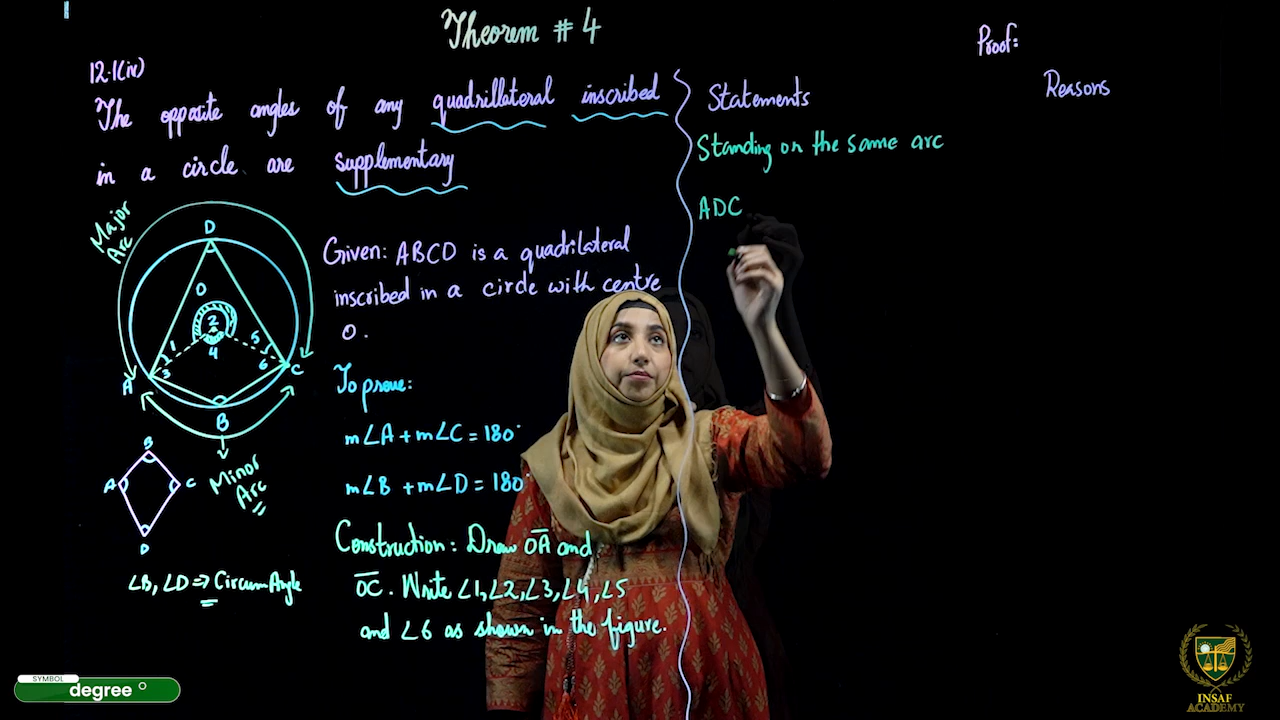 Theorem # 4
12.1(iv)
The opposite angles of any quadrillateral inscribed
in a circle are supplementary
Major
Arc
D
O
2
1
5
4
3
6
A
C
B
Minor
Arc
B
A
C
D
∠B, ∠D ⇒ Circum Angle
Given: ABCD is a quadrilateral
inscribed in a circle with centre
O.
To prove:
m∠A + m∠C = 180°
m∠B + m∠D = 180°
Construction: Draw O̅A̅ and
O̅C̅. Write ∠1, ∠2, ∠3, ∠4, ∠5
and ∠6 as shown in the figure.
Proof:
Statements
Reasons
Standing on the same arc
ADC
SYMBOL
degree °
INSAF
ACADEMY